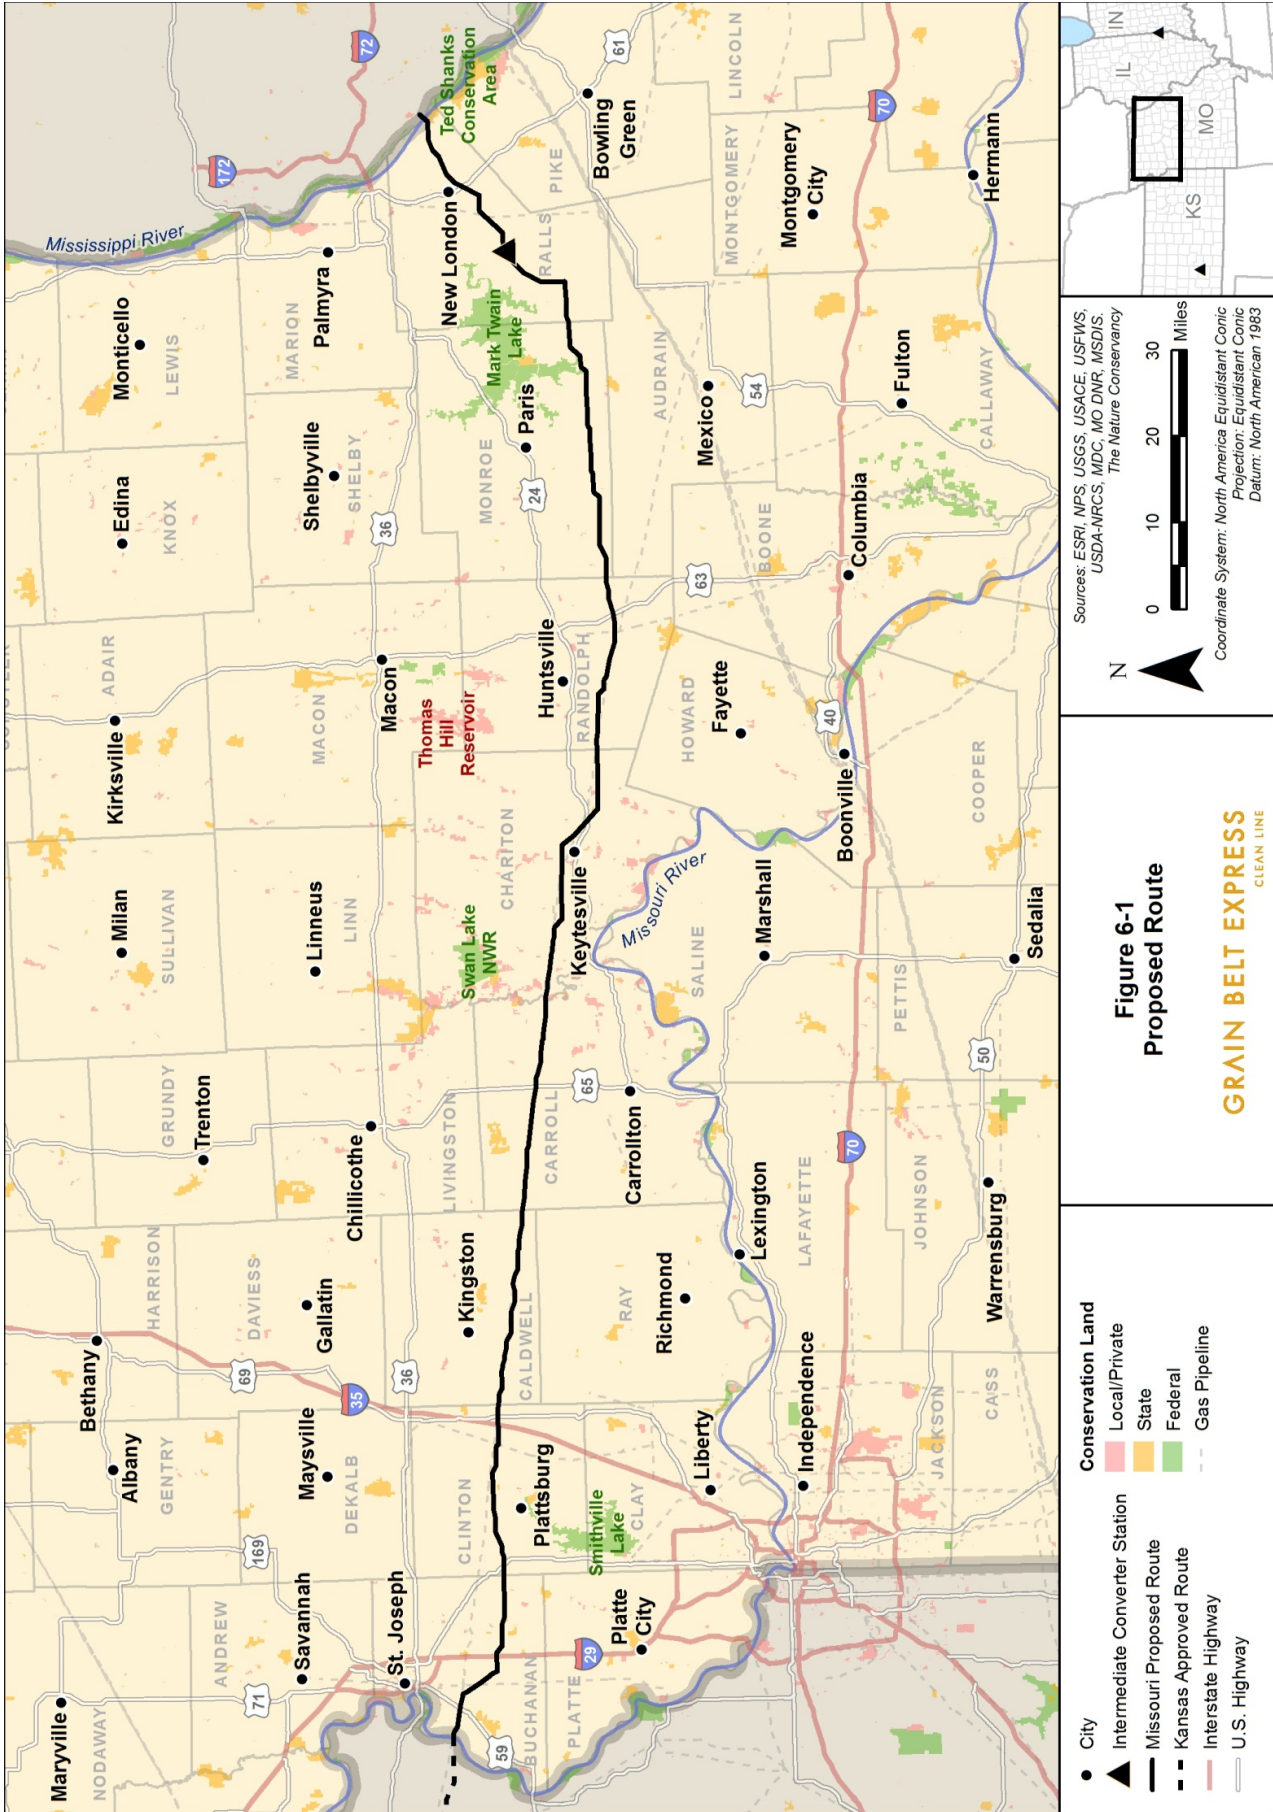 Maryville
NODAWAY
71
Savannah
ANDREW
St. Joseph
59
BUCHANAN
PLATTE
29
Platte
City
169
Albany
GENTRY
Bethany
HARRISON
69
35
Maysville
DEKALB
DAVIESS
Gallatin
36
CLINTON
Plattsburg
Smithville
Lake
CLAY
Liberty
Independence
JACKSON
CASS
Kingston
CALDWELL
RAY
Richmond
Lexington
LAFAYETTE
JOHNSON
Warrensburg
70
50
GRUNDY
Trenton
Chillicothe
LIVINGSTON
CARROLL
65
Carrollton
Milan
SULLIVAN
Linneus
LINN
Swan Lake
NWR
CHARITON
Keytesville
Missouri River
SALINE
Marshall
PETTIS
Sedalia
Kirksville
ADAIR
MACON
Macon
Thomas
Hill
Reservoir
Huntsville
RANDOLPH
HOWARD
Fayette
Boonville
40
COOPER
Edina
KNOX
Shelbyville
SHELBY
36
MONROE
24
Paris
63
BOONE
Columbia
Monticello
LEWIS
MARION
Palmyra
Mississippi River
New London
Mark Twain
Lake
RALLS
AUDRAIN
Mexico
54
Fulton
CALLAWAY
172
72
Ted Shanks
Conservation
Area
PIKE
61
Bowling
Green
LINCOLN
MONTGOMERY
Montgomery
City
70
Hermann
City
Intermediate Converter Station
Missouri Proposed Route
Kansas Approved Route
Interstate Highway
U.S. Highway
Conservation Land
Local/Private
State
Federal
Gas Pipeline
Figure 6-1
Proposed Route
GRAIN BELT EXPRESS
CLEAN LINE
N
0 10 20 30
Miles
Sources: ESRI, NPS, USGS, USACE, USFWS,
USDA-NRCS, MDC, MO DNR, MSDIS.
The Nature Conservancy
Coordinate System: North America Equidistant Conic
Projection: Equidistant Conic
Datum: North American 1983
KS
MO
IL
IN